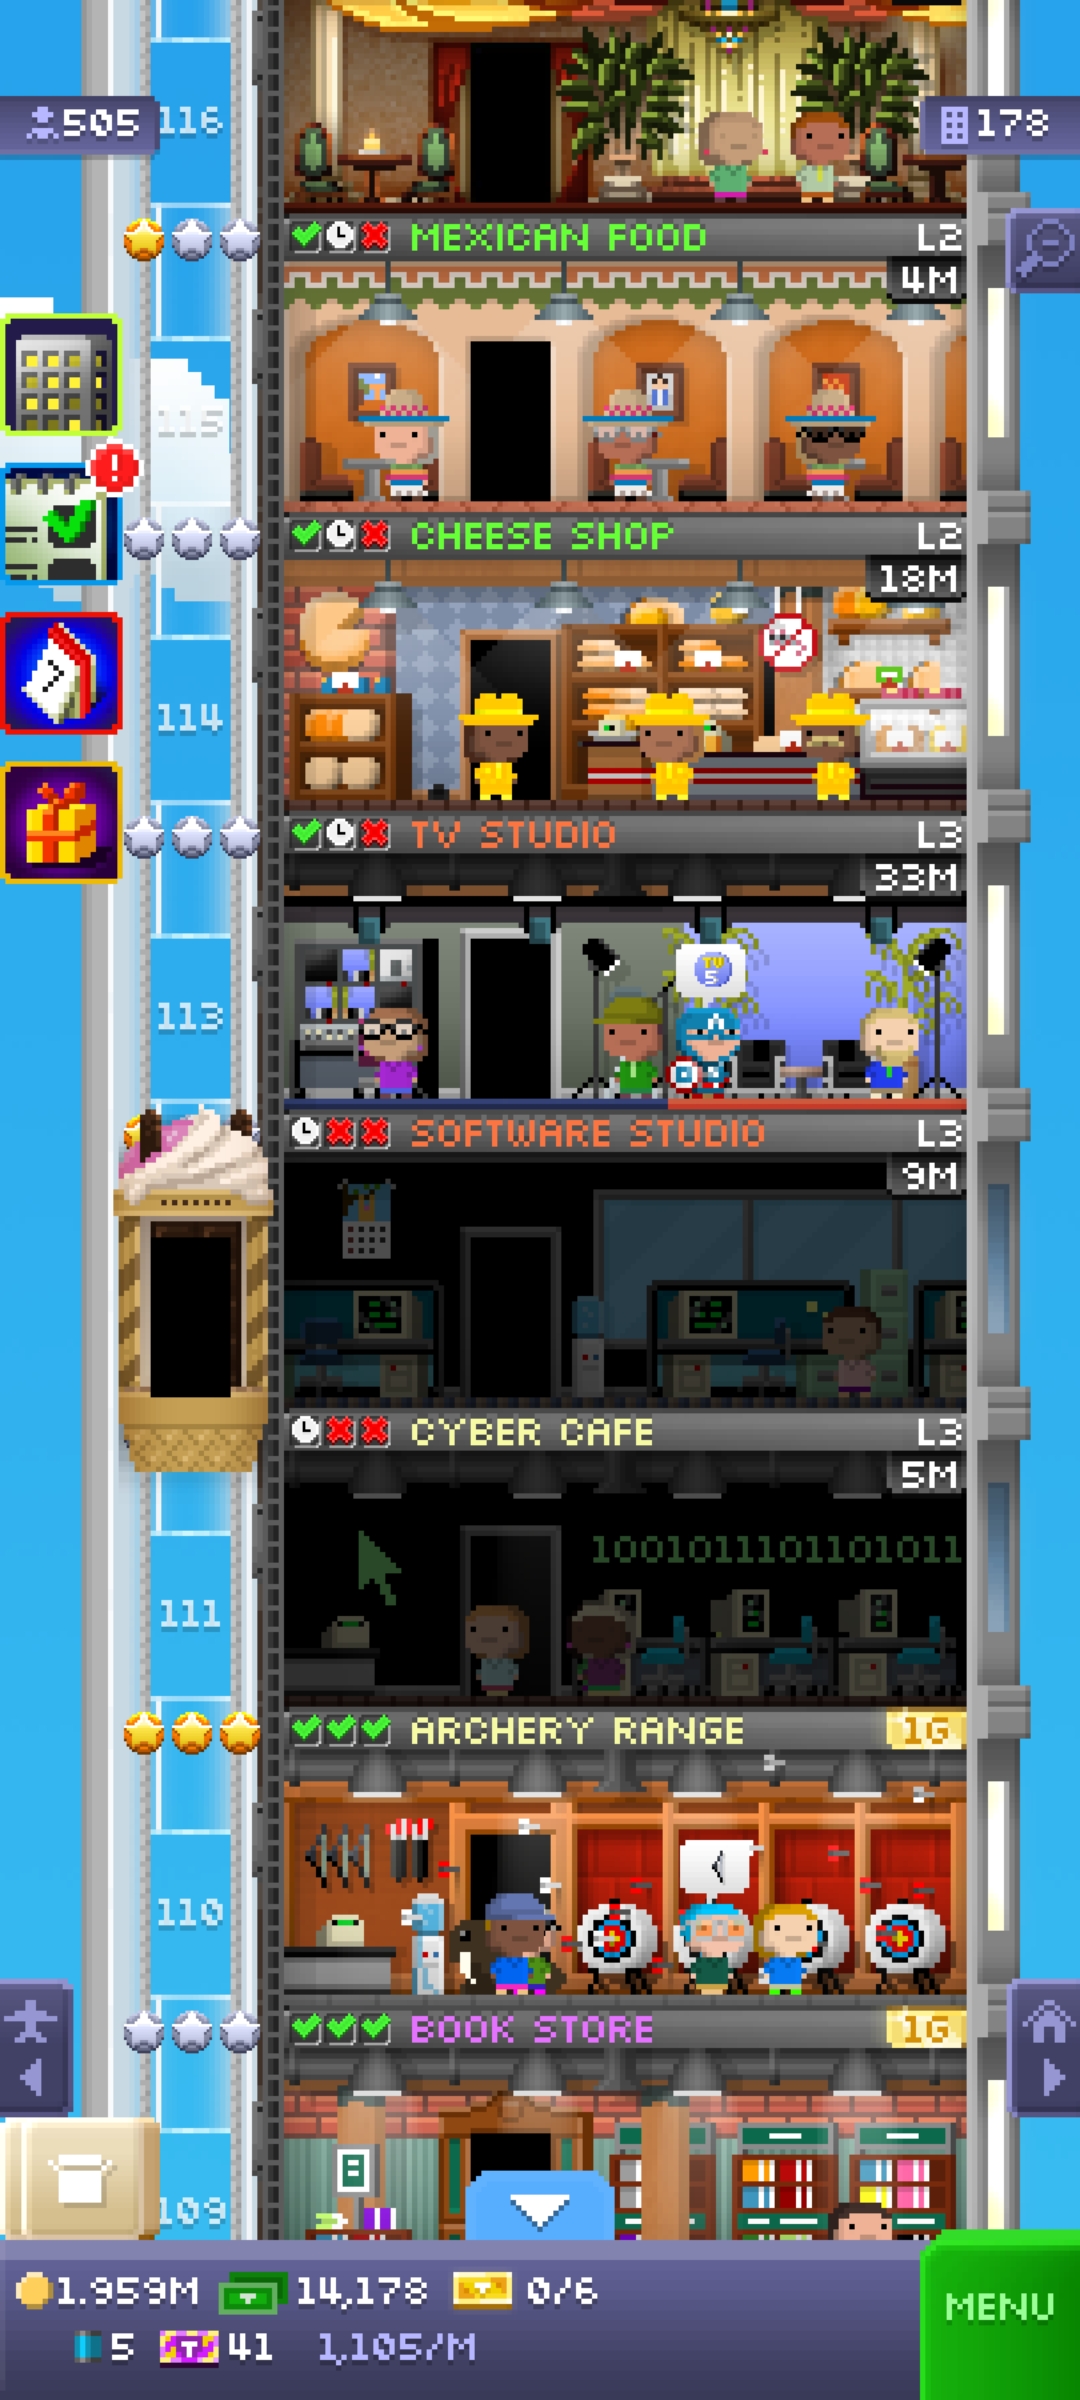 505
116
178
MEXICAN FOOD L2
4M
115
CHEESE SHOP L2
18M
114
TV STUDIO L3
33M
TV
5
113
SOFTWARE STUDIO L3
9M
CYBER CAFE L3
5M
1001011101101011
111
ARCHERY RANGE 1G
110
BOOK STORE 1G
109
1.959M 14,178 0/6
5 T 41 1,105/M
MENU